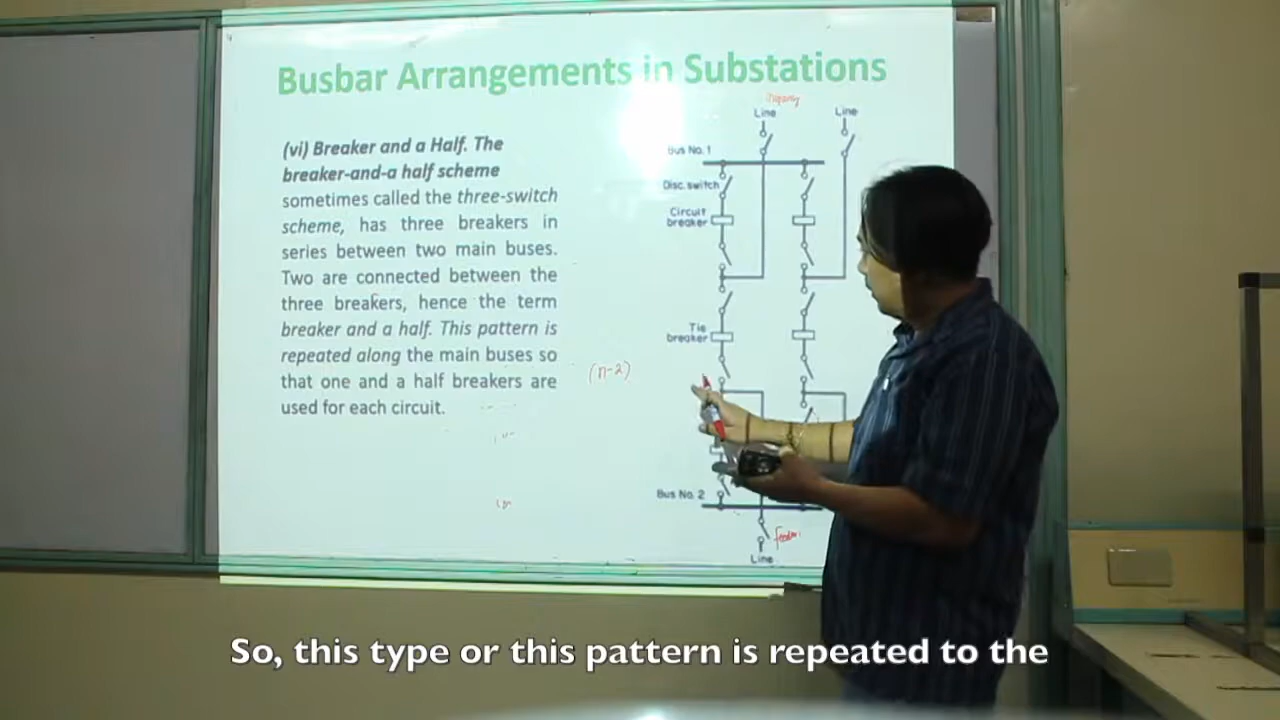 Busbar Arrangements in Substations
(vi) Breaker and a Half. The
breaker-and-a half scheme
sometimes called the three-switch
scheme, has three breakers in
series between two main buses.
Two are connected between the
three breakers, hence the term
breaker and a half. This pattern is
repeated along the main buses so
that one and a half breakers are
used for each circuit.
(n-2)
Line
Line
Bus No. 1
Disc. switch
Circuit
breaker
Tie
breaker
Bus No. 2
Line
So, this type or this pattern is repeated to the